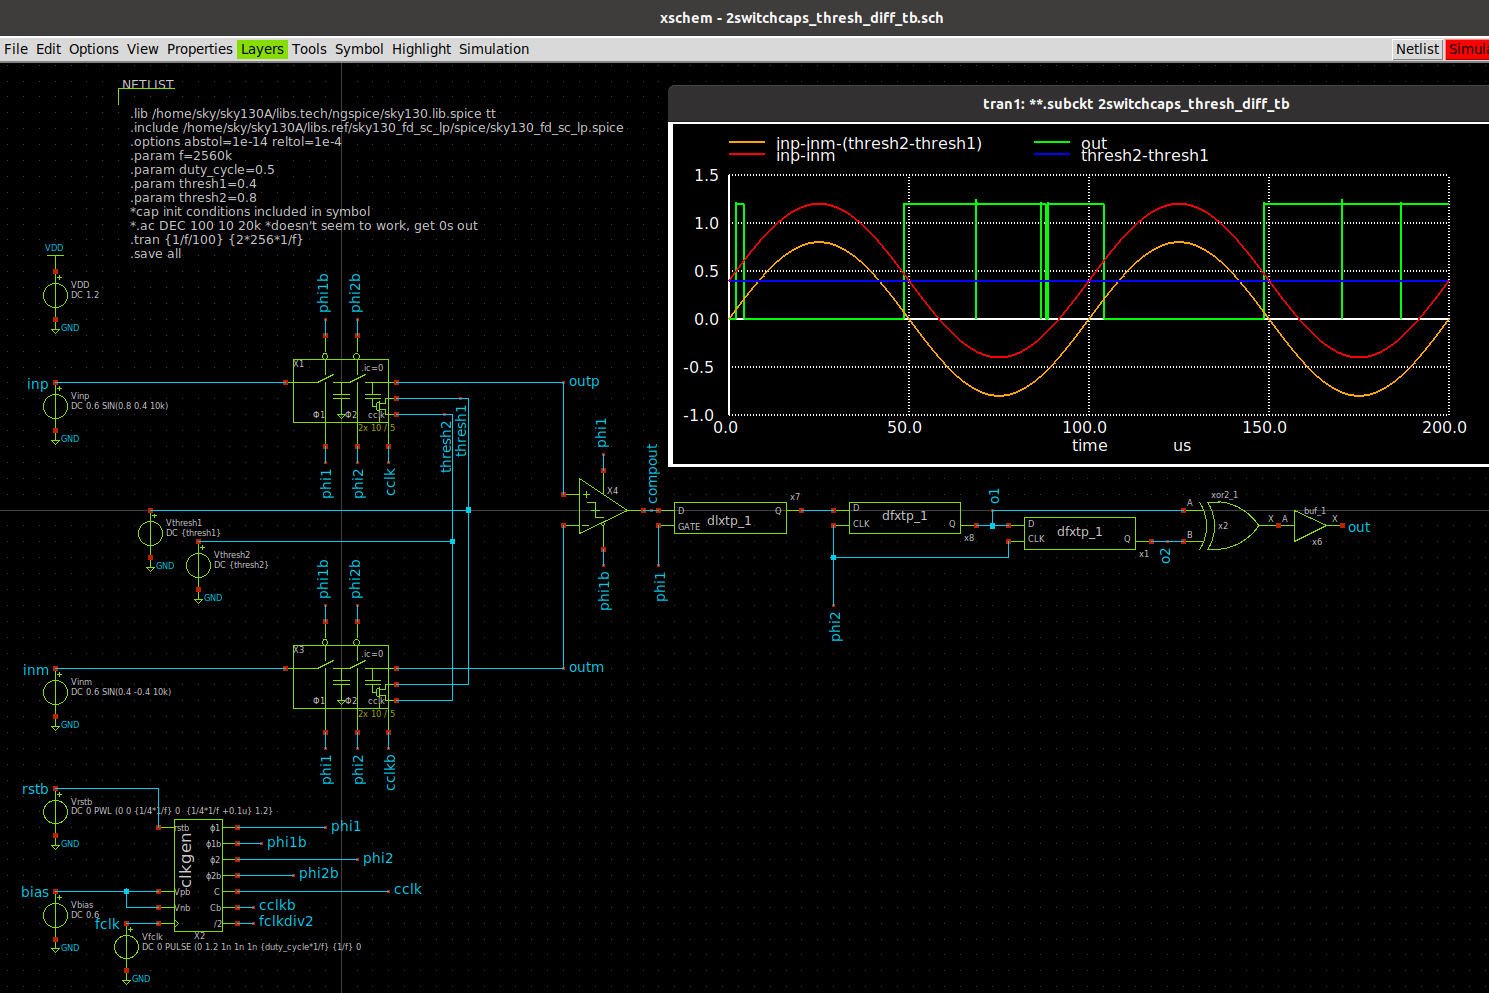 xschem - 2switchcaps_thresh_diff_tb.sch
File Edit Options View Properties Layers Tools Symbol Highlight Simulation Netlist Simula
NETLIST
.lib /home/sky/sky130A/libs.tech/ngspice/sky130.lib.spice tt
.include /home/sky/sky130A/libs.ref/sky130_fd_sc_lp/spice/sky130_fd_sc_lp.spice
.options abstol=1e-14 reltol=1e-4
.param f=2560k
.param duty_cycle=0.5
.param thresh1=0.4
.param thresh2=0.8
*cap init conditions included in symbol
*.ac DEC 100 10 20k *doesn't seem to work, get 0s out
.tran {1/f/100} {2*256*1/f}
.save all
tran1: **.subckt 2switchcaps_thresh_diff_tb
inp-inm-(thresh2-thresh1)
inp-inm
out
thresh2-thresh1
1.5
1.0
0.5
0.0
-0.5
-1.0
0.0 50.0 100.0 150.0 200.0
time us
VDD
VDD
DC 1.2
GND
phi1b phi2b
X1
.ic=0
Φ1 Φ2 cclk
2x 10 / 5
phi1 phi2 cclk
inp
Vinp
DC 0.6 SIN(0.8 0.4 10k)
GND
outp
thresh2 thresh1
Vthresh1
DC {thresh1}
GND
Vthresh2
DC {thresh2}
GND
phi1
X4
phi1b
compout
D Q
GATE
dlxtp_1
x7
phi1
D
CLK Q
dfxtp_1
x8
phi2
o1
D
CLK Q
dfxtp_1
x1
o2
xor2_1
A
B
x2
X
buf_1
A X
x6
out
phi1b phi2b
X3
.ic=0
Φ1 Φ2 cclk
2x 10 / 5
phi1 phi2 cclkb
inm
Vinm
DC 0.6 SIN(0.4 -0.4 10k)
GND
outm
rstb
Vrstb
DC 0 PWL (0 0 {1/4*1/f} 0 {1/4*1/f +0.1u} 1.2}
GND
clkgen
rstb ϕ1 phi1
ϕ1b phi1b
ϕ2 phi2
ϕ2b phi2b
Vpb C cclk
Vnb Cb cclkb
/2 fclkdiv2
X2
bias
Vbias
DC 0.6
GND
fclk
Vfclk
DC 0 PULSE (0 1.2 1n 1n 1n {duty_cycle*1/f} {1/f} 0
GND